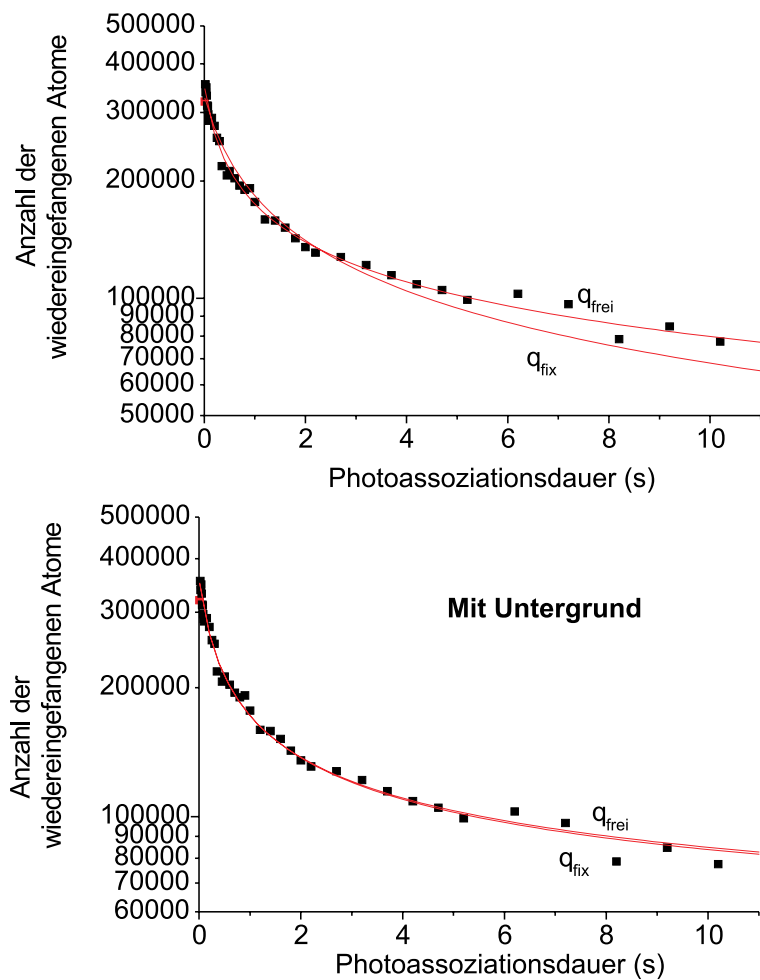 500000
400000
300000
200000
100000
90000
80000
70000
60000
50000
Anzahl der
wiedereingefangenen Atome
q_frei
q_fix
0 2 4 6 8 10
Photoassoziationsdauer (s)
500000
400000
300000
200000
100000
90000
80000
70000
60000
Anzahl der
wiedereingefangenen Atome
Mit Untergrund
q_frei
q_fix
0 2 4 6 8 10
Photoassoziationsdauer (s)